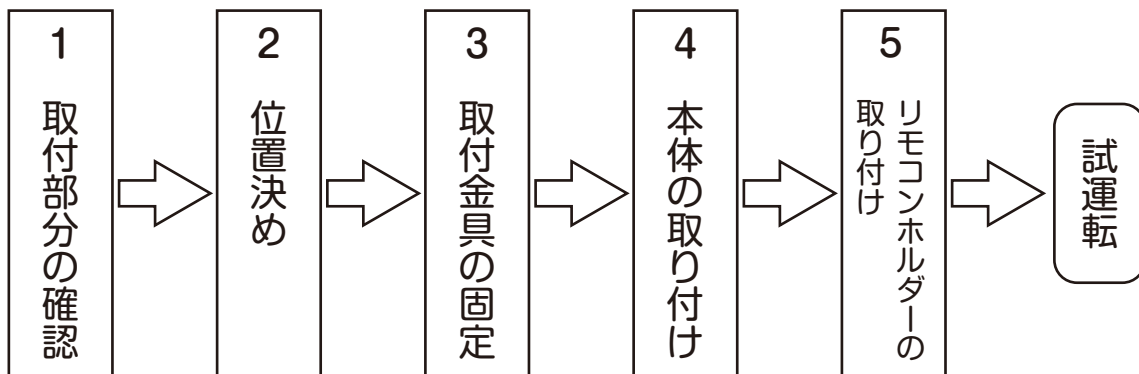 1
取付部分の確認
2
位置決め
3
取付金具の固定
4
本体の取り付け
5
リモコンホルダーの
取り付け
試運転